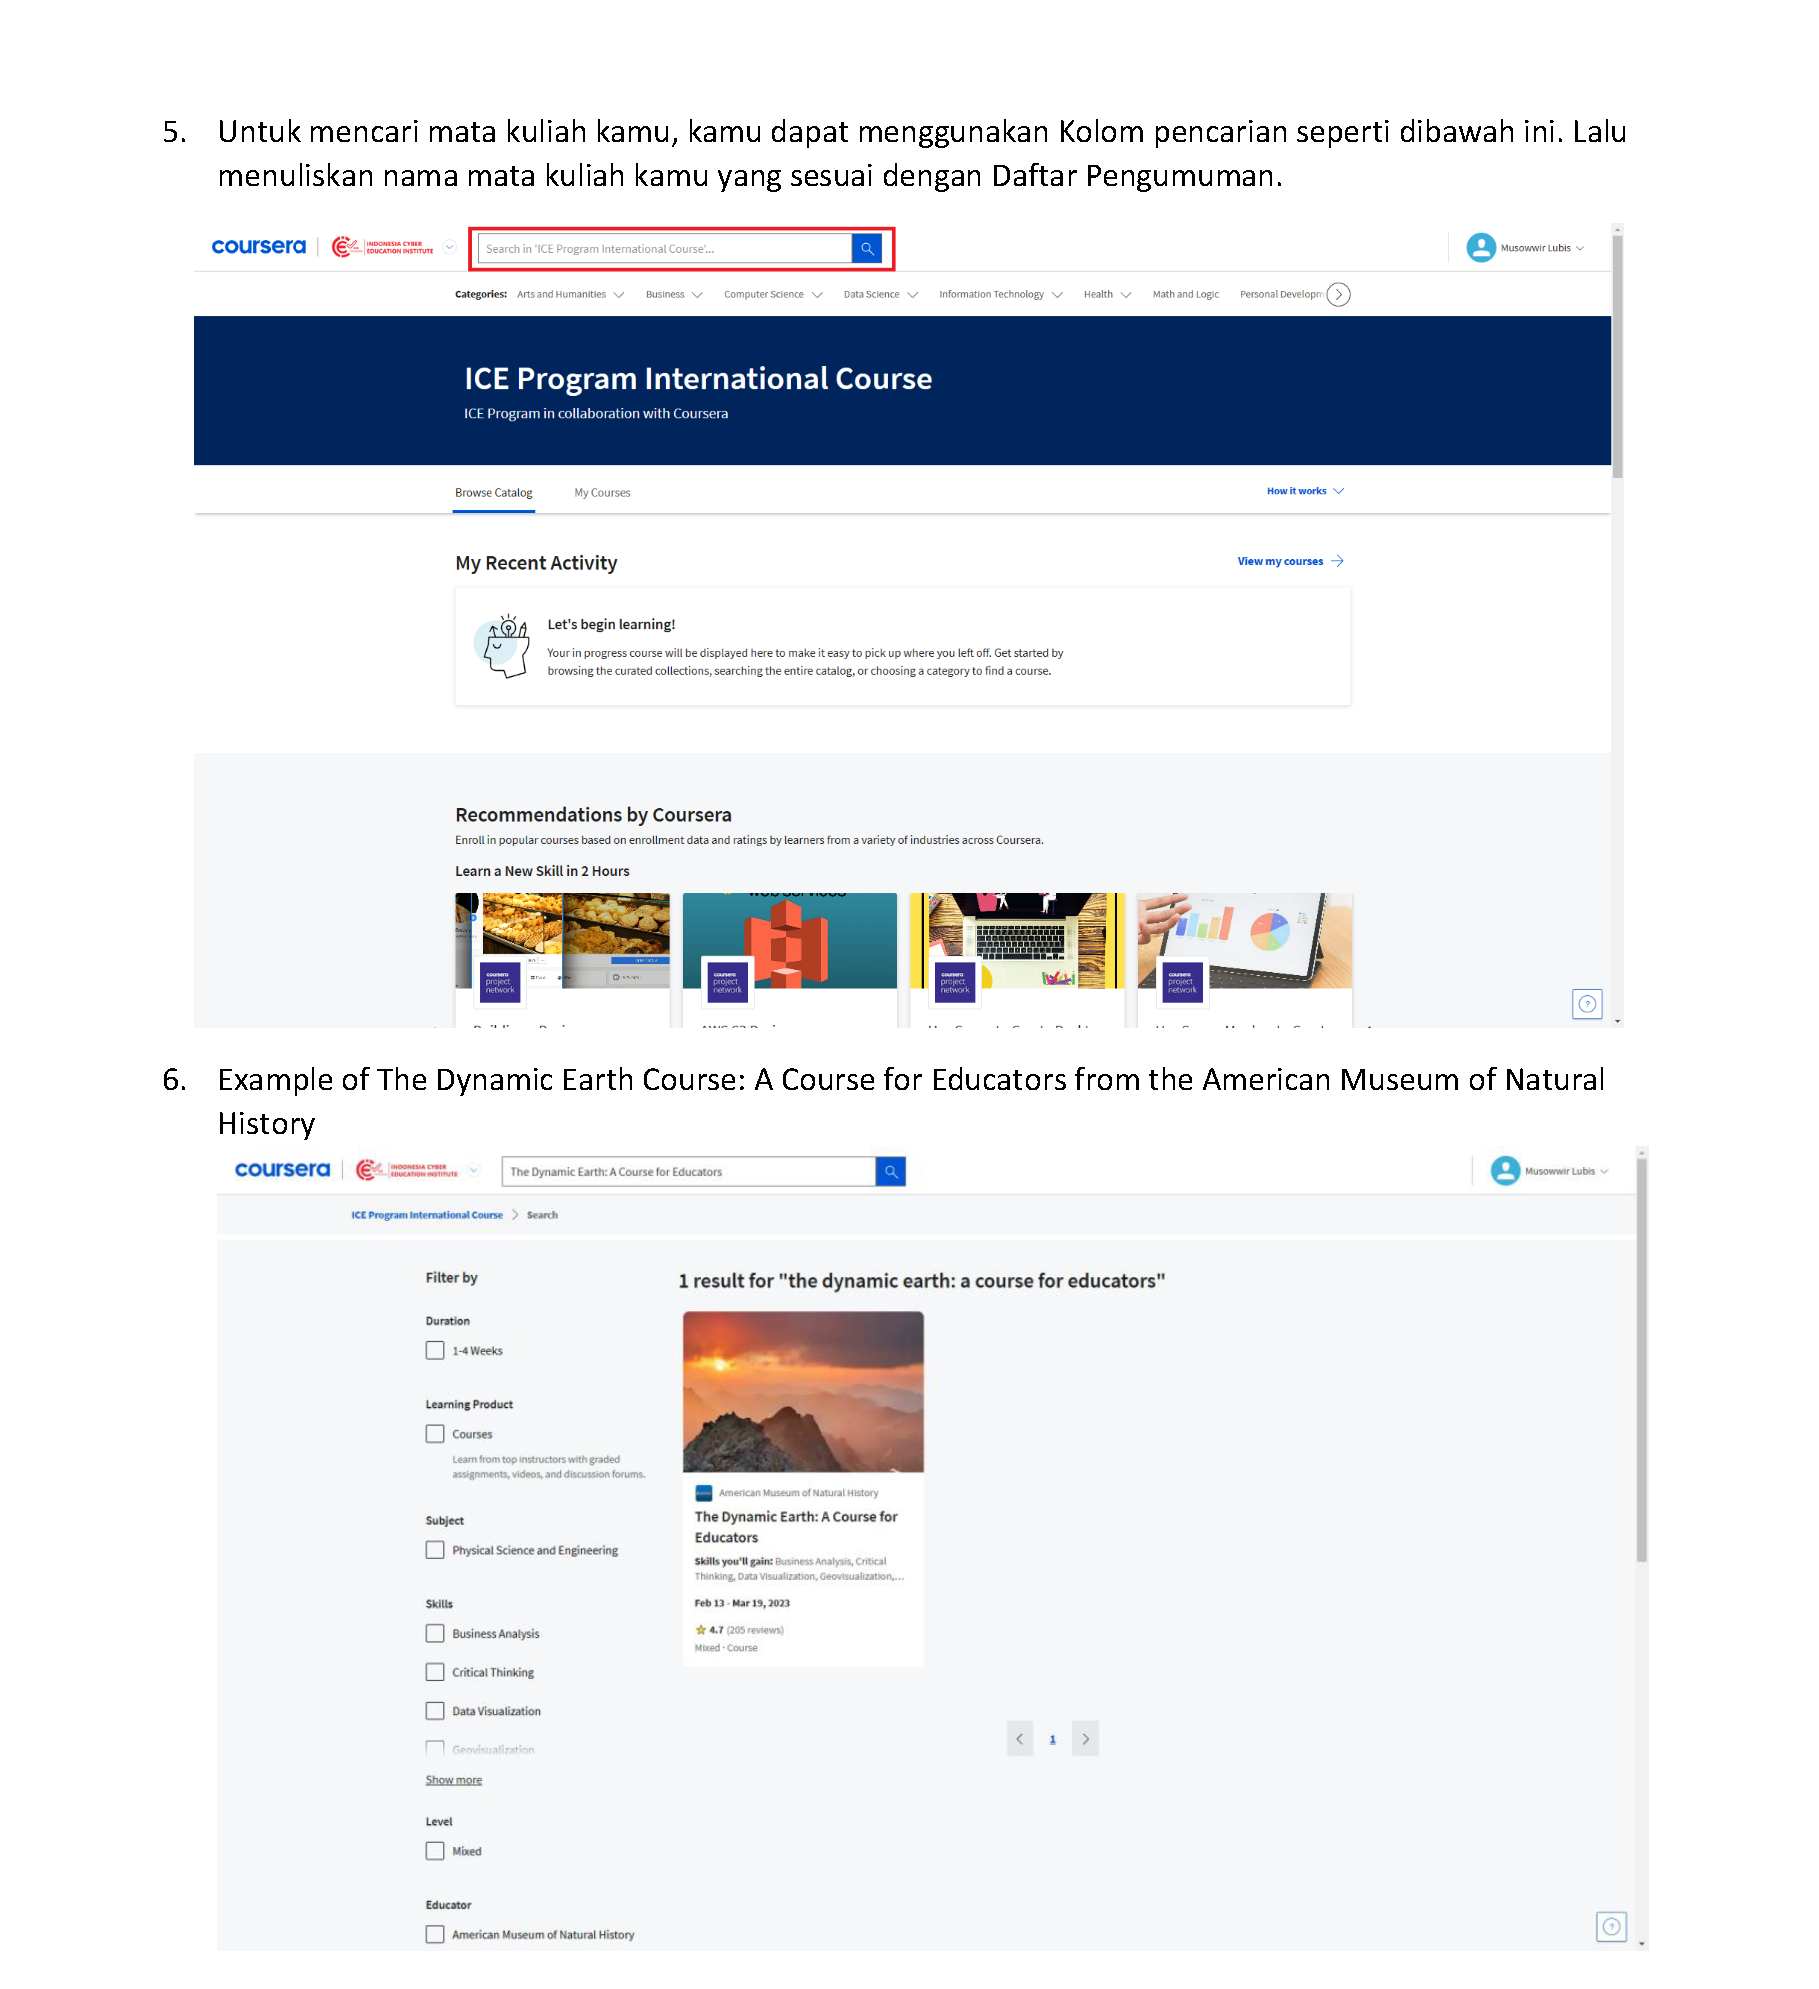 5. Untuk mencari mata kuliah kamu, kamu dapat menggunakan Kolom pencarian seperti dibawah ini. Lalu
menuliskan nama mata kuliah kamu yang sesuai dengan Daftar Pengumuman.
coursera
INDONESIA CYBER
EDUCATION INSTITUTE
Search in 'ICE Program International Course'...
Musowwir Lubis
Categories: Arts and Humanities Business Computer Science Data Science Information Technology Health Math and Logic Personal Developm
ICE Program International Course
ICE Program in collaboration with Coursera
Browse Catalog My Courses How it works
My Recent Activity View my courses
Let's begin learning!
Your in progress course will be displayed here to make it easy to pick up where you left off. Get started by
browsing the curated collections, searching the entire catalog, or choosing a category to find a course.
Recommendations by Coursera
Enroll in popular courses based on enrollment data and ratings by learners from a variety of industries across Coursera.
Learn a New Skill in 2 Hours
coursera
project
network
coursera
project
network
coursera
project
network
coursera
project
network
6. Example of The Dynamic Earth Course: A Course for Educators from the American Museum of Natural
History
coursera
INDONESIA CYBER
EDUCATION INSTITUTE
The Dynamic Earth: A Course for Educators
Musowwir Lubis
ICE Program International Course > Search
Filter by
Duration
1-4 Weeks
Learning Product
Courses
Learn from top instructors with graded
assignments, videos, and discussion forums.
Subject
Physical Science and Engineering
Skills
Business Analysis
Critical Thinking
Data Visualization
Geovisualization
Show more
Level
Mixed
Educator
American Museum of Natural History
1 result for "the dynamic earth: a course for educators"
American Museum of Natural History
The Dynamic Earth: A Course for
Educators
Skills you'll gain: Business Analysis, Critical
Thinking, Data Visualization, Geovisualization,...
Feb 13 - Mar 19, 2023
4.7 (205 reviews)
Mixed · Course
1